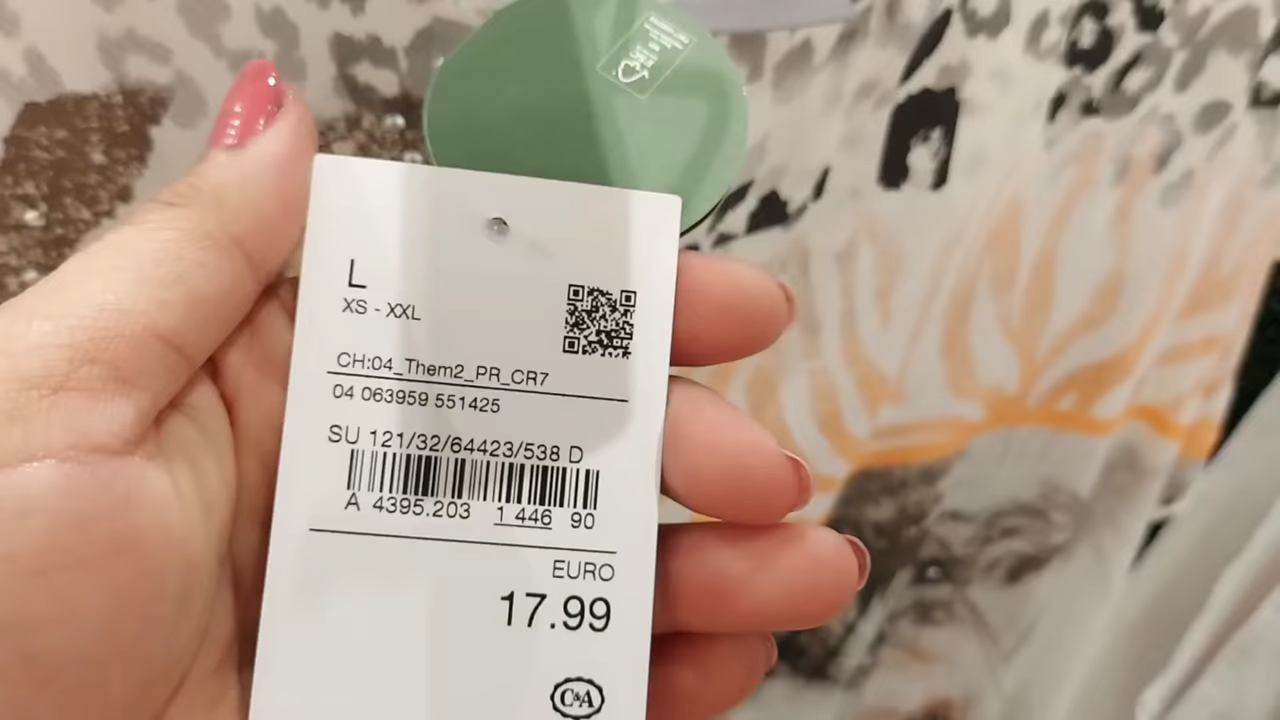 L
XS - XXL
CH:04_Them2_PR_CR7
04 063959 551425
SU 121/32/64423/538 D
A 4395.203 1 446 90
EURO
17.99
C&A